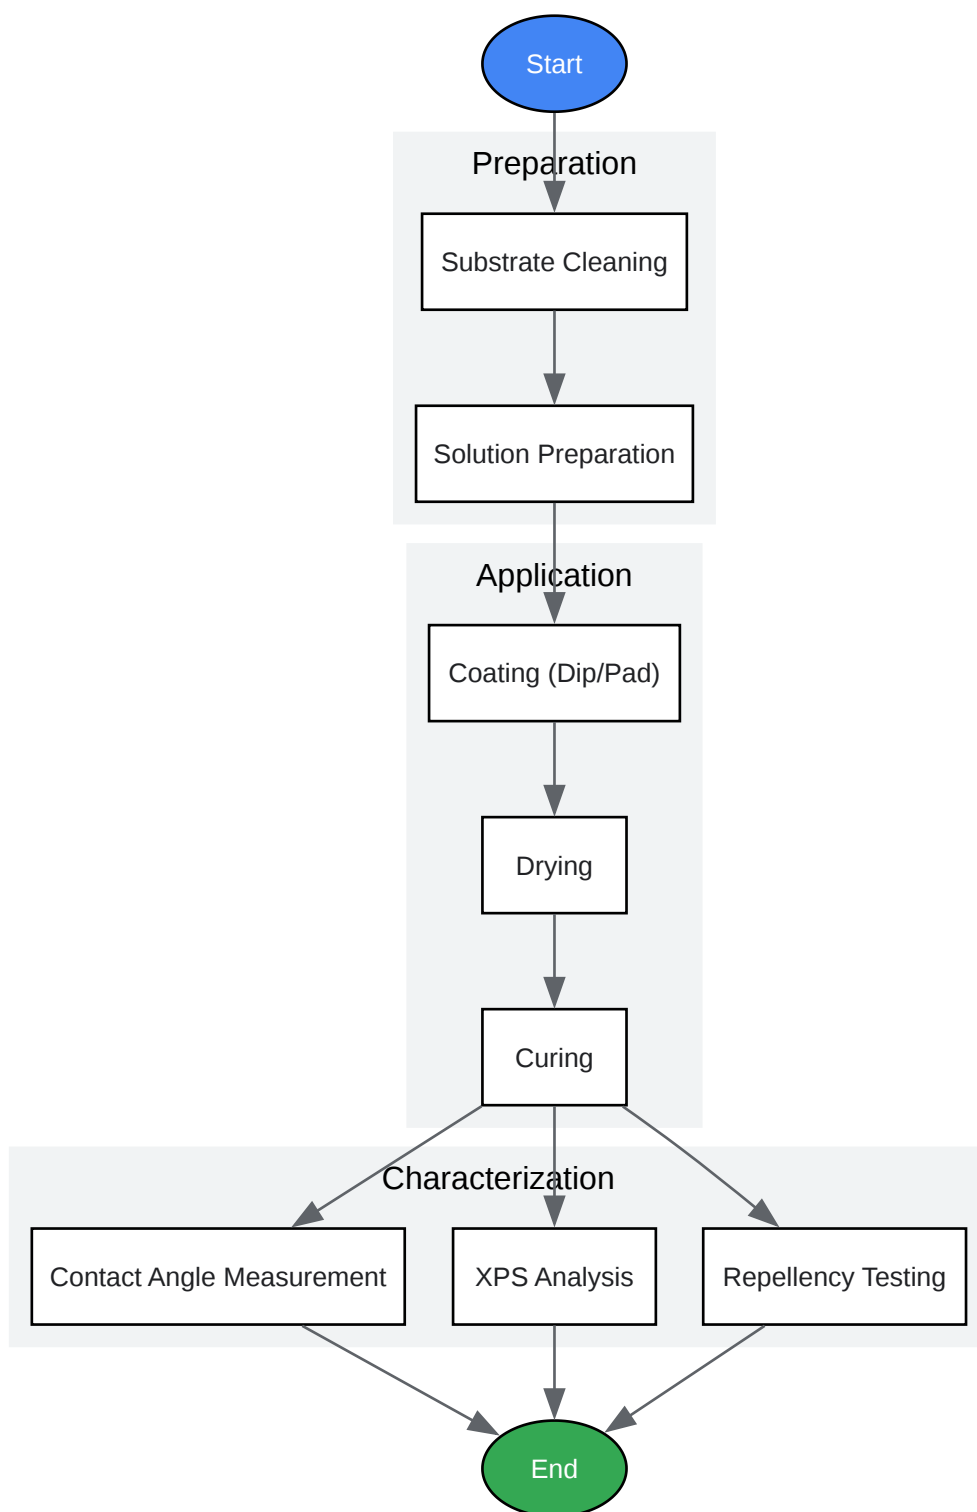 Start
Preparation
Substrate Cleaning
Solution Preparation
Application
Coating (Dip/Pad)
Drying
Curing
Characterization
Contact Angle Measurement
XPS Analysis
Repellency Testing
End